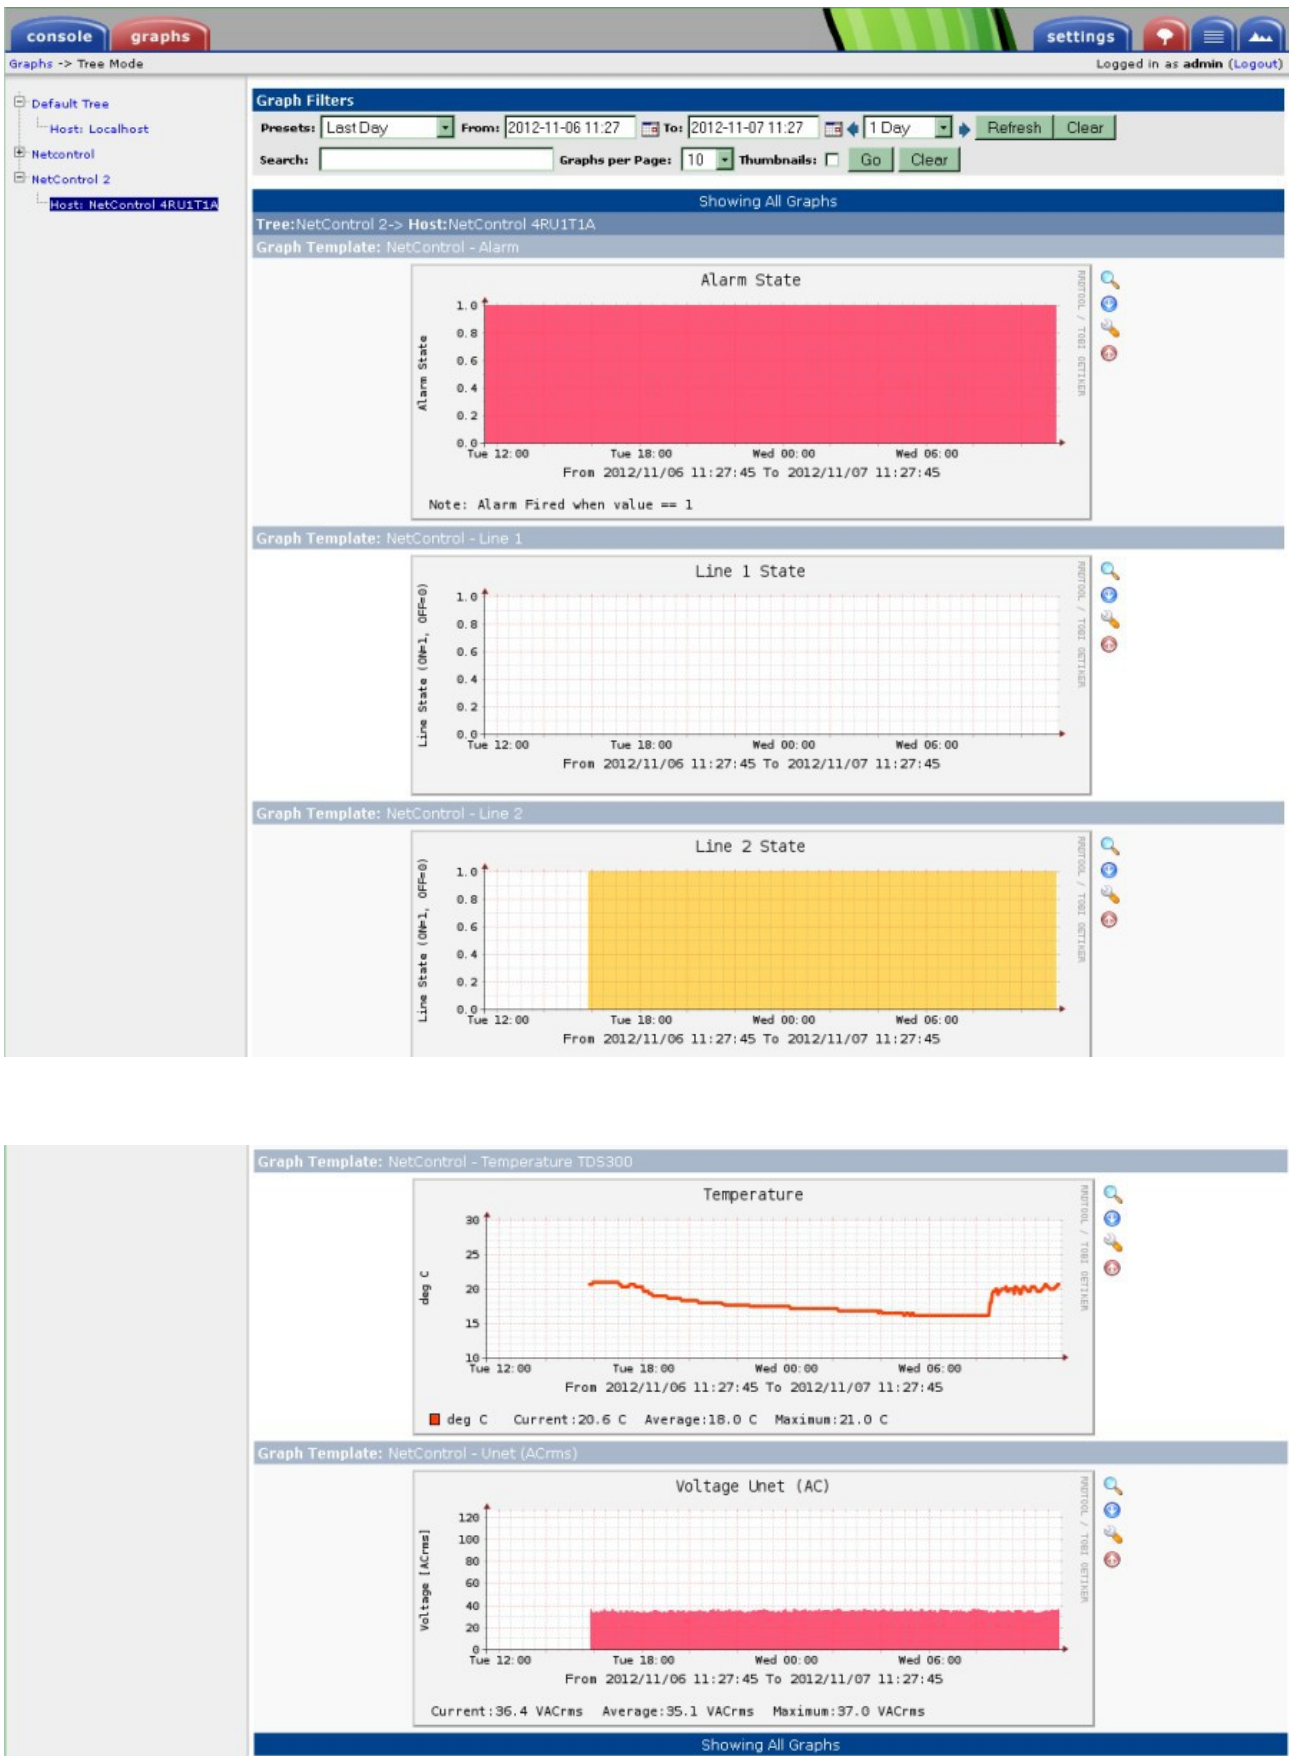 console graphs settings
Graphs -> Tree Mode Logged in as admin (Logout)
Default Tree
Host: Localhost
Netcontrol
NetControl 2
Host: NetControl 4RU1T1A
Graph Filters
Presets: Last Day From: 2012-11-06 11:27 To: 2012-11-07 11:27 1 Day Refresh Clear
Search: Graphs per Page: 10 Thumbnails: Go Clear
Showing All Graphs
Tree:NetControl 2-> Host:NetControl 4RU1T1A
Graph Template: NetControl - Alarm
Alarm State
RRDTOOL / TOBI OETIKER
Alarm State
1.0
0.8
0.6
0.4
0.2
0.0
Tue 12:00 Tue 18:00 Wed 00:00 Wed 06:00
From 2012/11/06 11:27:45 To 2012/11/07 11:27:45
Note: Alarm Fired when value == 1
Graph Template: NetControl - Line 1
Line 1 State
RRDTOOL / TOBI OETIKER
Line State (ON=1, OFF=0)
1.0
0.8
0.6
0.4
0.2
0.0
Tue 12:00 Tue 18:00 Wed 00:00 Wed 06:00
From 2012/11/06 11:27:45 To 2012/11/07 11:27:45
Graph Template: NetControl - Line 2
Line 2 State
RRDTOOL / TOBI OETIKER
Line State (ON=1, OFF=0)
1.0
0.8
0.6
0.4
0.2
0.0
Tue 12:00 Tue 18:00 Wed 00:00 Wed 06:00
From 2012/11/06 11:27:45 To 2012/11/07 11:27:45
Graph Template: NetControl - Temperature TDS300
Temperature
RRDTOOL / TOBI OETIKER
deg C
30
25
20
15
10
Tue 12:00 Tue 18:00 Wed 00:00 Wed 06:00
From 2012/11/06 11:27:45 To 2012/11/07 11:27:45
deg C Current:20.6 C Average:18.0 C Maximum:21.0 C
Graph Template: NetControl - Unet (ACrms)
Voltage Unet (AC)
RRDTOOL / TOBI OETIKER
Voltage [ACrms]
120
100
80
60
40
20
0
Tue 12:00 Tue 18:00 Wed 00:00 Wed 06:00
From 2012/11/06 11:27:45 To 2012/11/07 11:27:45
Current:36.4 VACrms Average:35.1 VACrms Maximum:37.0 VACrms
Showing All Graphs